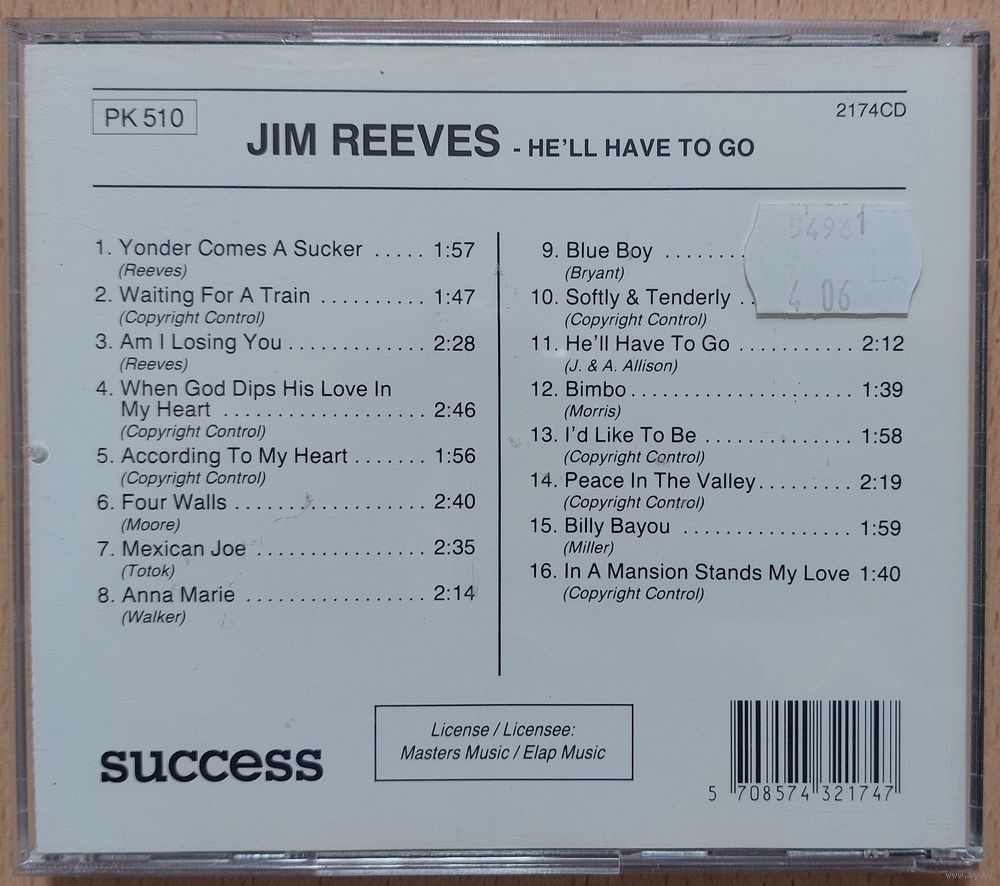 PK 510
2174CD
JIM REEVES - HE'LL HAVE TO GO
1. Yonder Comes A Sucker ..... 1:57
(Reeves)
2. Waiting For A Train .......... 1:47
(Copyright Control)
3. Am I Losing You ............. 2:28
(Reeves)
4. When God Dips His Love In
My Heart ................... 2:46
(Copyright Control)
5. According To My Heart ....... 1:56
(Copyright Control)
6. Four Walls .................. 2:40
(Moore)
7. Mexican Joe ................ 2:35
(Totok)
8. Anna Marie ................. 2:14
(Walker)
9. Blue Boy ........
(Bryant)
10. Softly & Tenderly ..
(Copyright Control)
11. He'll Have To Go ........... 2:12
(J. & A. Allison)
12. Bimbo ..................... 1:39
(Morris)
13. I'd Like To Be .............. 1:58
(Copyright Control)
14. Peace In The Valley ......... 2:19
(Copyright Control)
15. Billy Bayou ................ 1:59
(Miller)
16. In A Mansion Stands My Love 1:40
(Copyright Control)
54961
4 06
success
License / Licensee:
Masters Music / Elap Music
5 708574 321747
www.ay.by